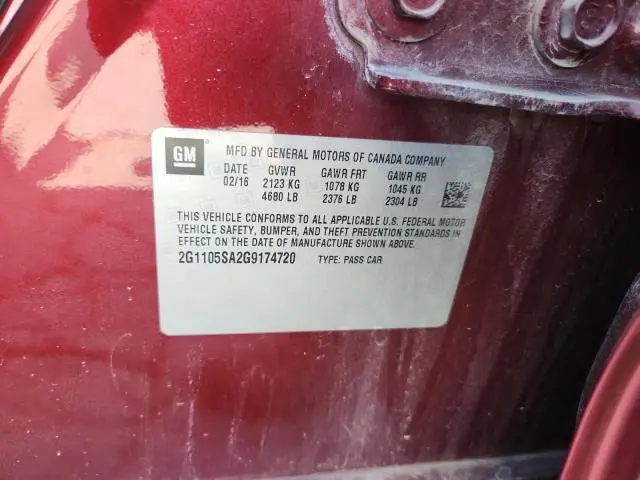 GM
MFD BY GENERAL MOTORS OF CANADA COMPANY
DATE GVWR GAWR FRT GAWR RR
02/16 2123 KG 1078 KG 1045 KG
4680 LB 2376 LB 2304 LB
THIS VEHICLE CONFORMS TO ALL APPLICABLE U.S. FEDERAL MOTOR
VEHICLE SAFETY, BUMPER, AND THEFT PREVENTION STANDARDS IN
EFFECT ON THE DATE OF MANUFACTURE SHOWN ABOVE.
2G1105SA2G9174720 TYPE: PASS CAR